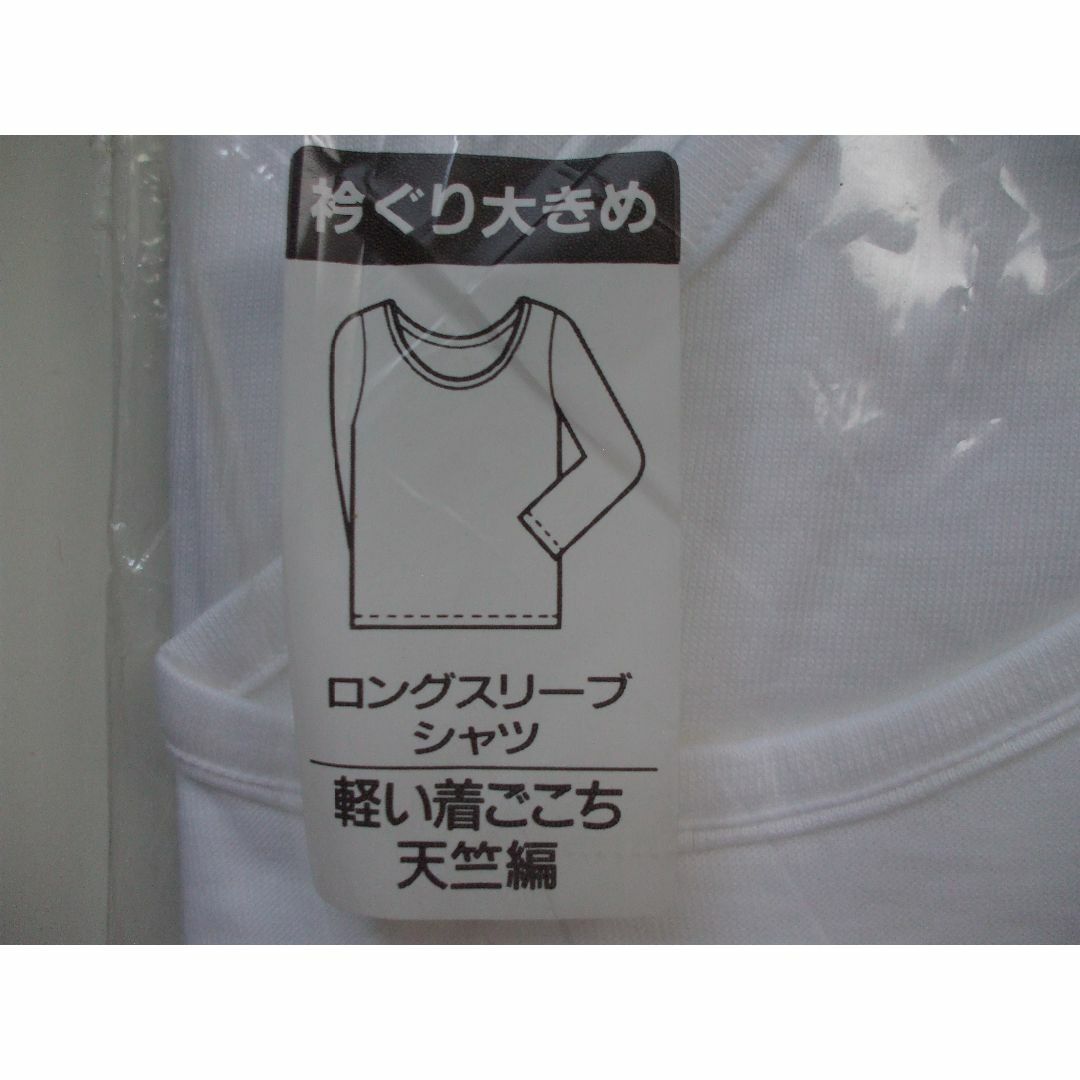 衿ぐり大きめ
ロングスリーブ
シャツ
軽い着ごこち
天竺編